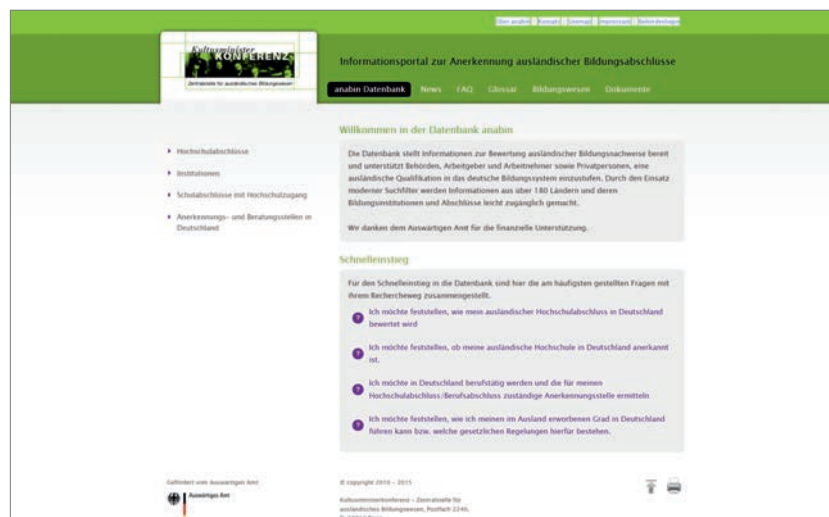 Über anabin Kontakt Sitemap Impressum Behördenlogin
Kultusminister
KONFERENZ
Zentralstelle für ausländisches Bildungswesen
Informationsportal zur Anerkennung ausländischer Bildungsabschlüsse
anabin Datenbank News FAQ Glossar Bildungswesen Dokumente
Hochschulabschlüsse
Institutionen
Schulabschlüsse mit Hochschulzugang
Anerkennungs- und Beratungsstellen in
Deutschland
Willkommen in der Datenbank anabin
Die Datenbank stellt Informationen zur Bewertung ausländischer Bildungsnachweise bereit
und unterstützt Behörden, Arbeitgeber und Arbeitnehmer sowie Privatpersonen, eine
ausländische Qualifikation in das deutsche Bildungssystem einzustufen. Durch den Einsatz
moderner Suchfilter werden Informationen aus über 180 Ländern und deren
Bildungsinstitutionen und Abschlüsse leicht zugänglich gemacht.
Wir danken dem Auswärtigen Amt für die finanzielle Unterstützung.
Schnelleinstieg
Für den Schnelleinstieg in die Datenbank sind hier die am häufigsten gestellten Fragen mit
ihrem Rechercheweg zusammengestellt.
? Ich möchte feststellen, wie mein ausländischer Hochschulabschluss in Deutschland
bewertet wird
? Ich möchte feststellen, ob meine ausländische Hochschule in Deutschland anerkannt
ist.
? Ich möchte in Deutschland berufstätig werden und die für meinen
Hochschulabschluss/Berufsabschluss zuständige Anerkennungsstelle ermitteln
? Ich möchte feststellen, wie ich meinen im Ausland erworbenen Grad in Deutschland
führen kann bzw. welche gesetzlichen Regelungen hierfür bestehen.
Gefördert vom Auswärtigen Amt
Auswärtiges Amt
© copyright 2010 - 2015
Kultusministerkonferenz - Zentralstelle für
ausländisches Bildungswesen, Postfach 2240,